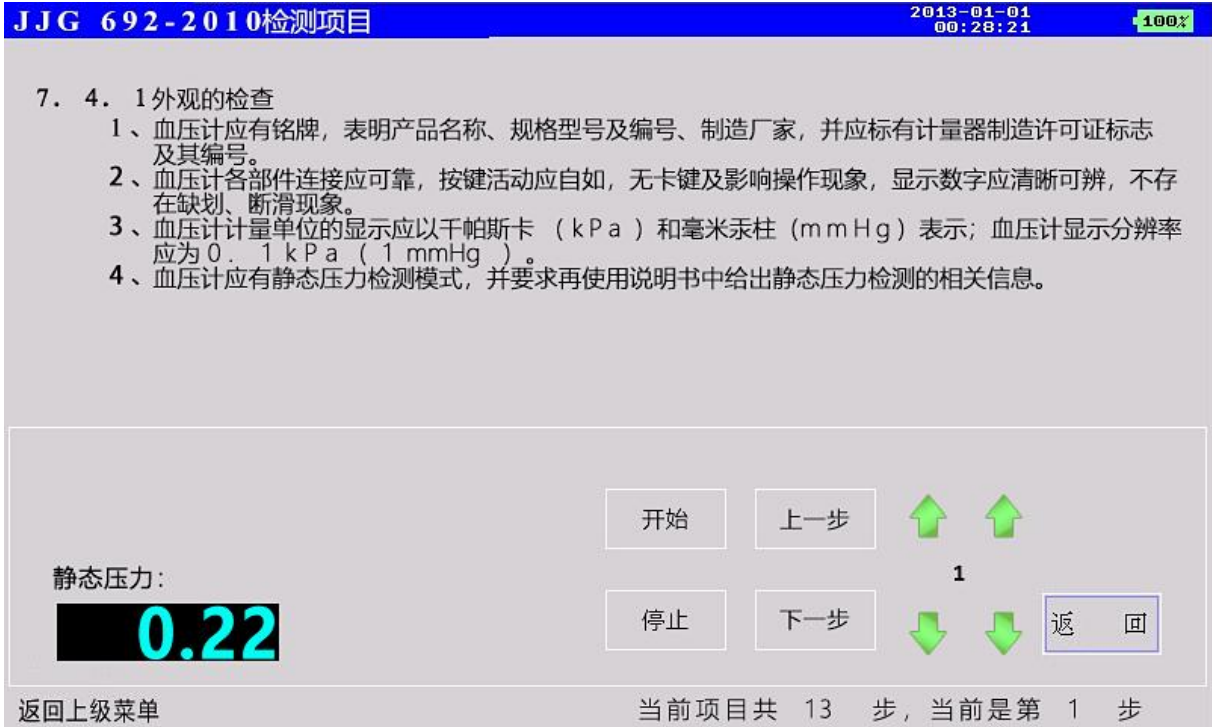 JJG 692-2010检测项目
2013-01-01
00:28:21
100%
7. 4. 1外观的检查
1、血压计应有铭牌，表明产品名称、规格型号及编号、制造厂家，并应标有计量器制造许可证标志
及其编号。
2、血压计各部件连接应可靠，按键活动应自如，无卡键及影响操作现象，显示数字应清晰可辨，不存
在缺划、断滑现象。
3、血压计计量单位的显示应以千帕斯卡 （kPa）和毫米汞柱（mmHg）表示；血压计显示分辨率
应为0. 1kPa（1mmHg ）。
4、血压计应有静态压力检测模式，并要求再使用说明书中给出静态压力检测的相关信息。
开始
上一步
静态压力：
1
0.22
停止
下一步
返 回
返回上级菜单
当前项目共 13 步，当前是第 1 步